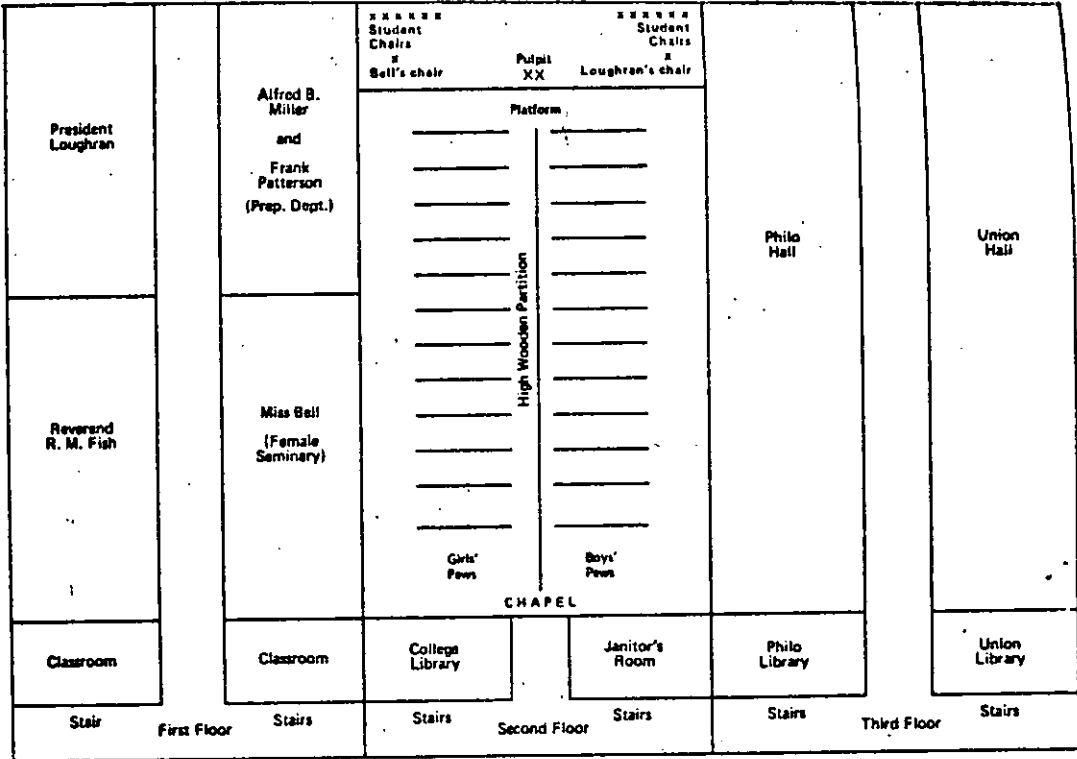 President
Loughran
Reverend
R. M. Fish
Classroom
Stair
First Floor
Alfred B.
Miller
and
Frank
Patterson
(Prep. Dept.)
Miss Bell
(Female
Seminary)
Classroom
Stairs
x x x x x x
Student
Chairs
x
Bell's chair
Pulpit
XX
x x x x x x
Student
Chairs
x
Loughran's chair
Platform
High Wooden Partition
Girls'
Pews
Boys'
Pews
CHAPEL
College
Library
Janitor's
Room
Stairs
Second Floor
Stairs
Philo
Hall
Philo
Library
Stairs
Third Floor
Union
Hall
Union
Library
Stairs